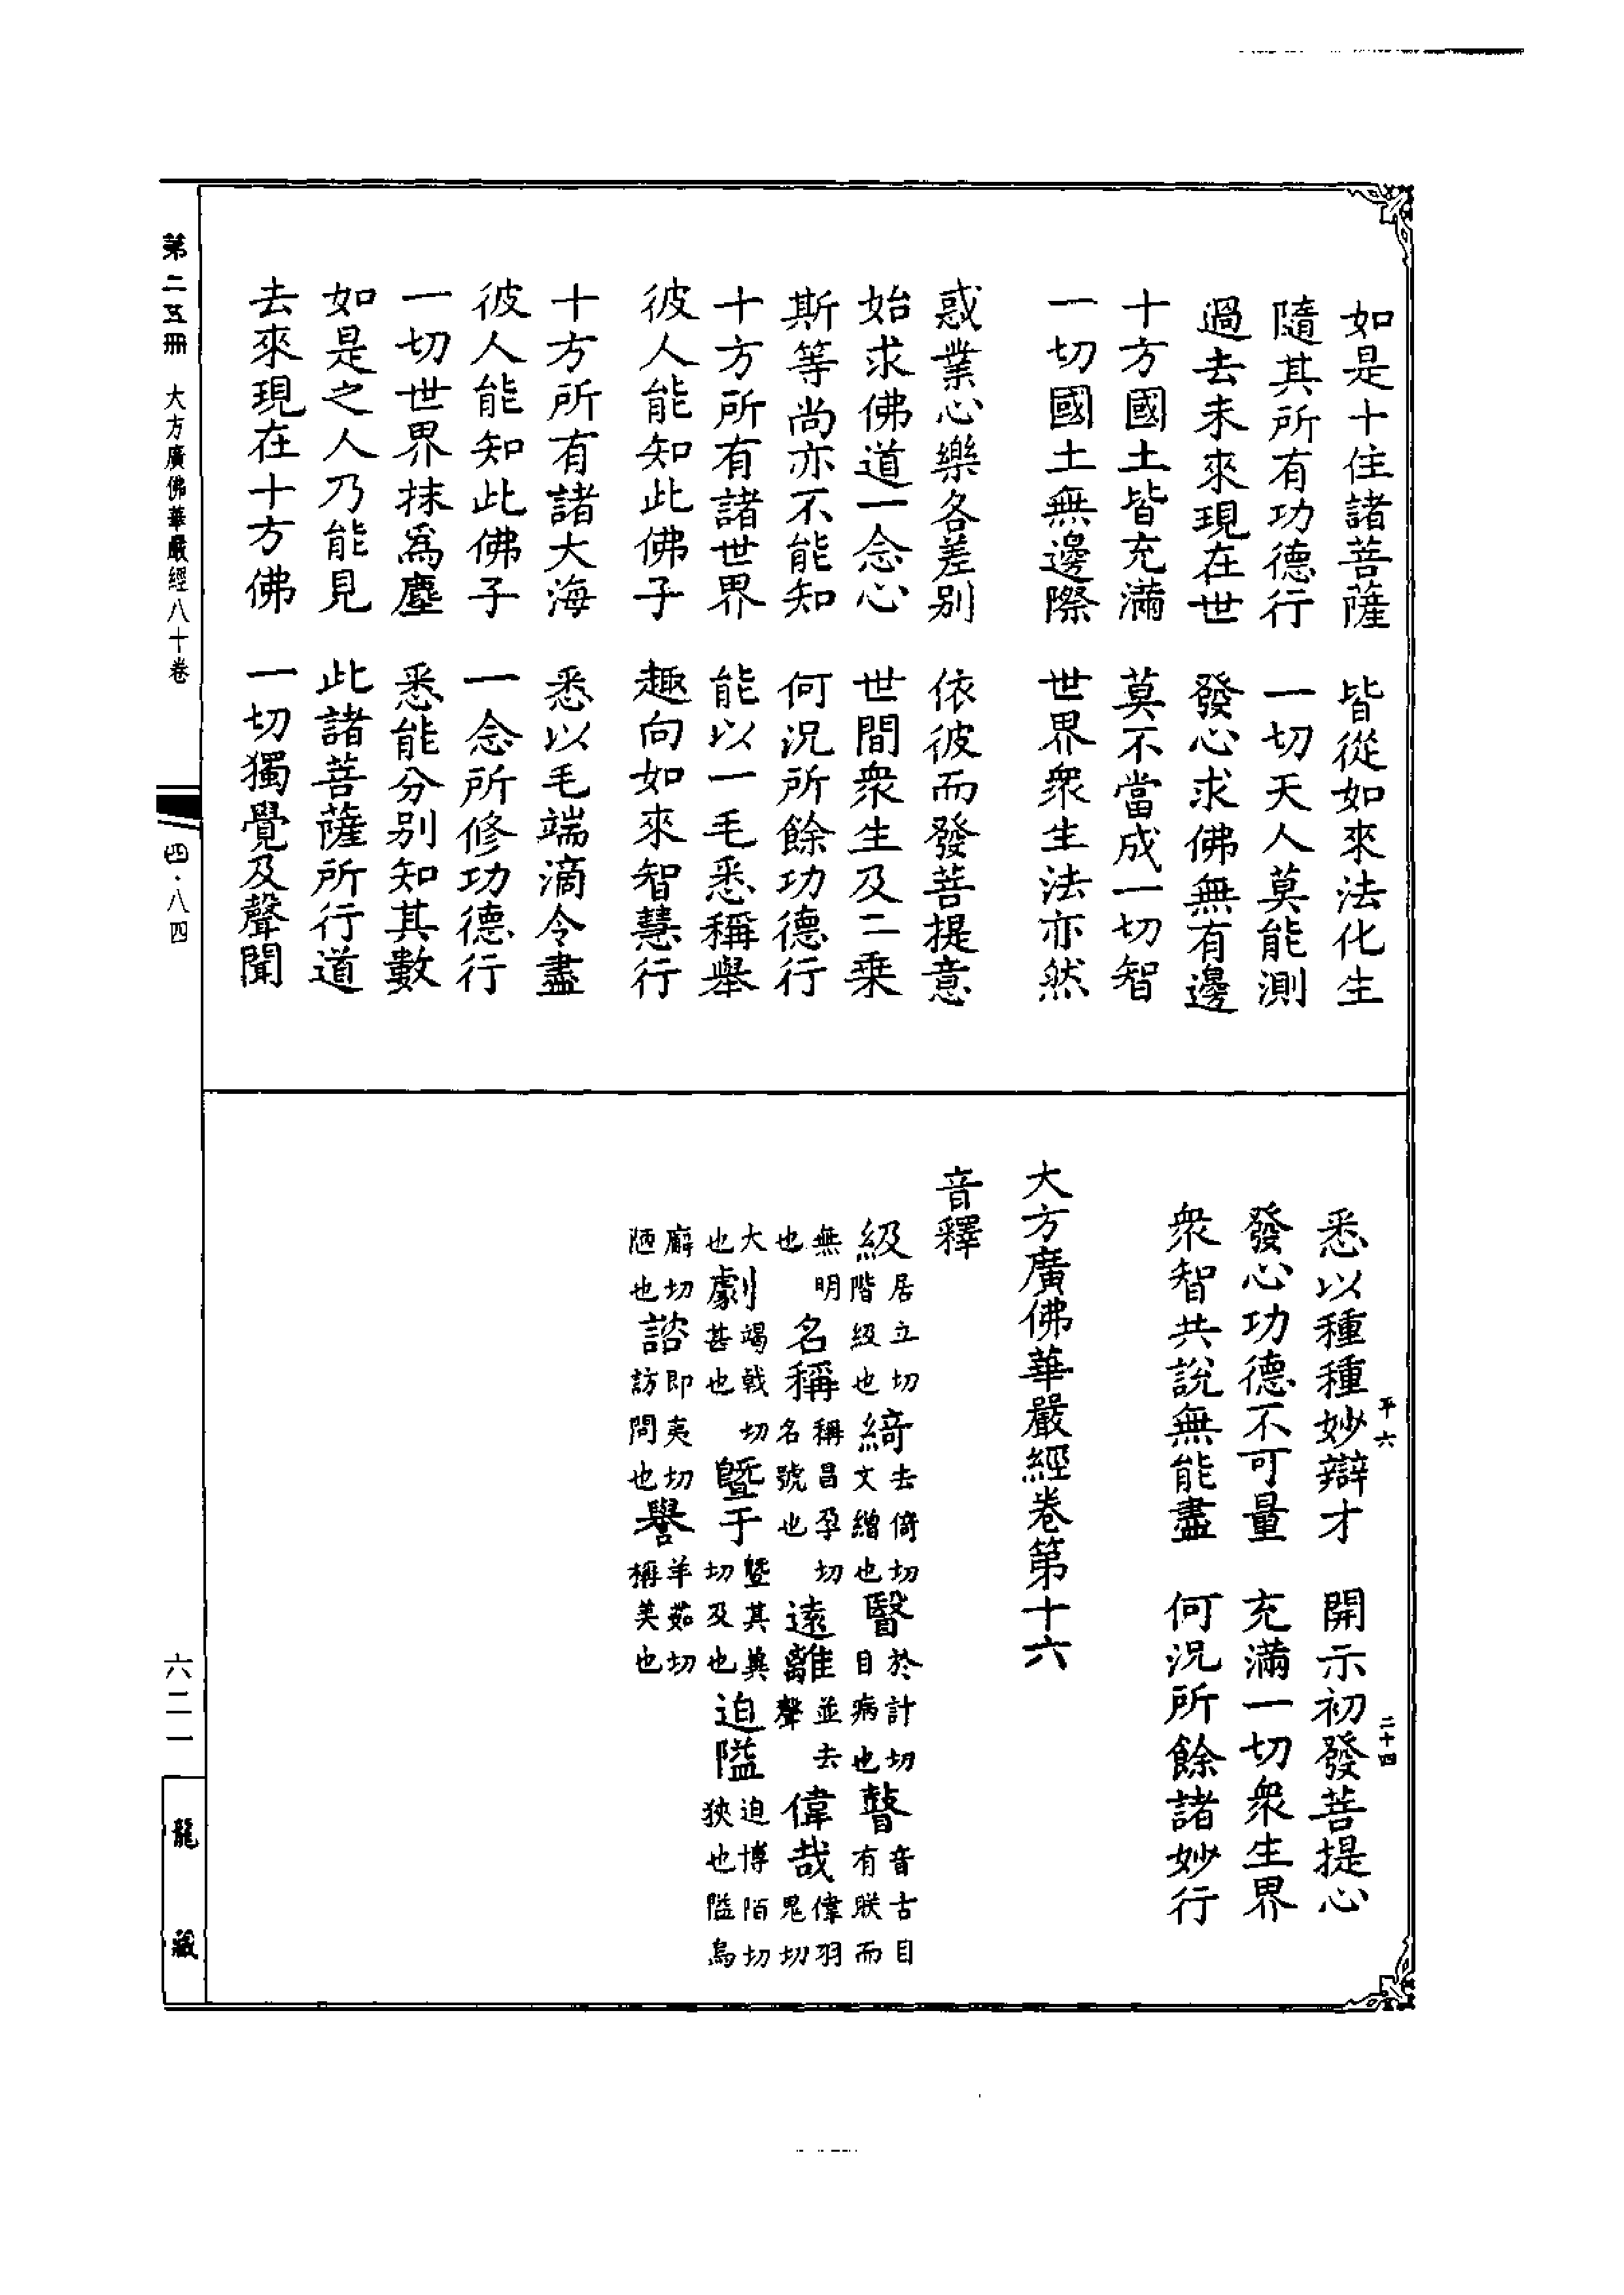 如是十住諸菩薩　皆從如來法化生
隨其所有功德行　一切天人莫能測
過去未來現在世　發心求佛無有邊
十方國土皆充滿　莫不當成一切智
一切國土無邊際　世界衆生法亦然
惑業心樂各差別　依彼而發菩提意
始求佛道一念心　世間衆生及二乘
斯等尚亦不能知　何況所餘功德行
十方所有諸世界　能以一毛悉稱舉
彼人能知此佛子　趣向如來智慧行
十方所有諸大海　悉以毛端滴令盡
彼人能知此佛子　一念所修功德行
一切世界抹爲塵　悉能分別知其數
如是之人乃能見　此諸菩薩所行道
去來現在十方佛　一切獨覺及聲聞
平六　二十四
悉以種種妙辯才　開示初發菩提心
發心功德不可量　充滿一切衆生界
衆智共說無能盡　何況所餘諸妙行
大方廣佛華嚴經卷第十六
音釋
級居立切階級也綺去倚切文繒也瞖於計切目病也瞽音古目有眹而
無明也名稱稱昌孕切名號也遠離並去聲偉哉偉羽鬼切
大也劇竭戟切甚也曁于曁其冀切及也迫隘迫博陌切狹也隘烏
廨切陋也諮即夷切訪問也譽羊茹切稱美也
第二五冊　大方廣佛華嚴經八十卷　四・八四　六二一　龍藏